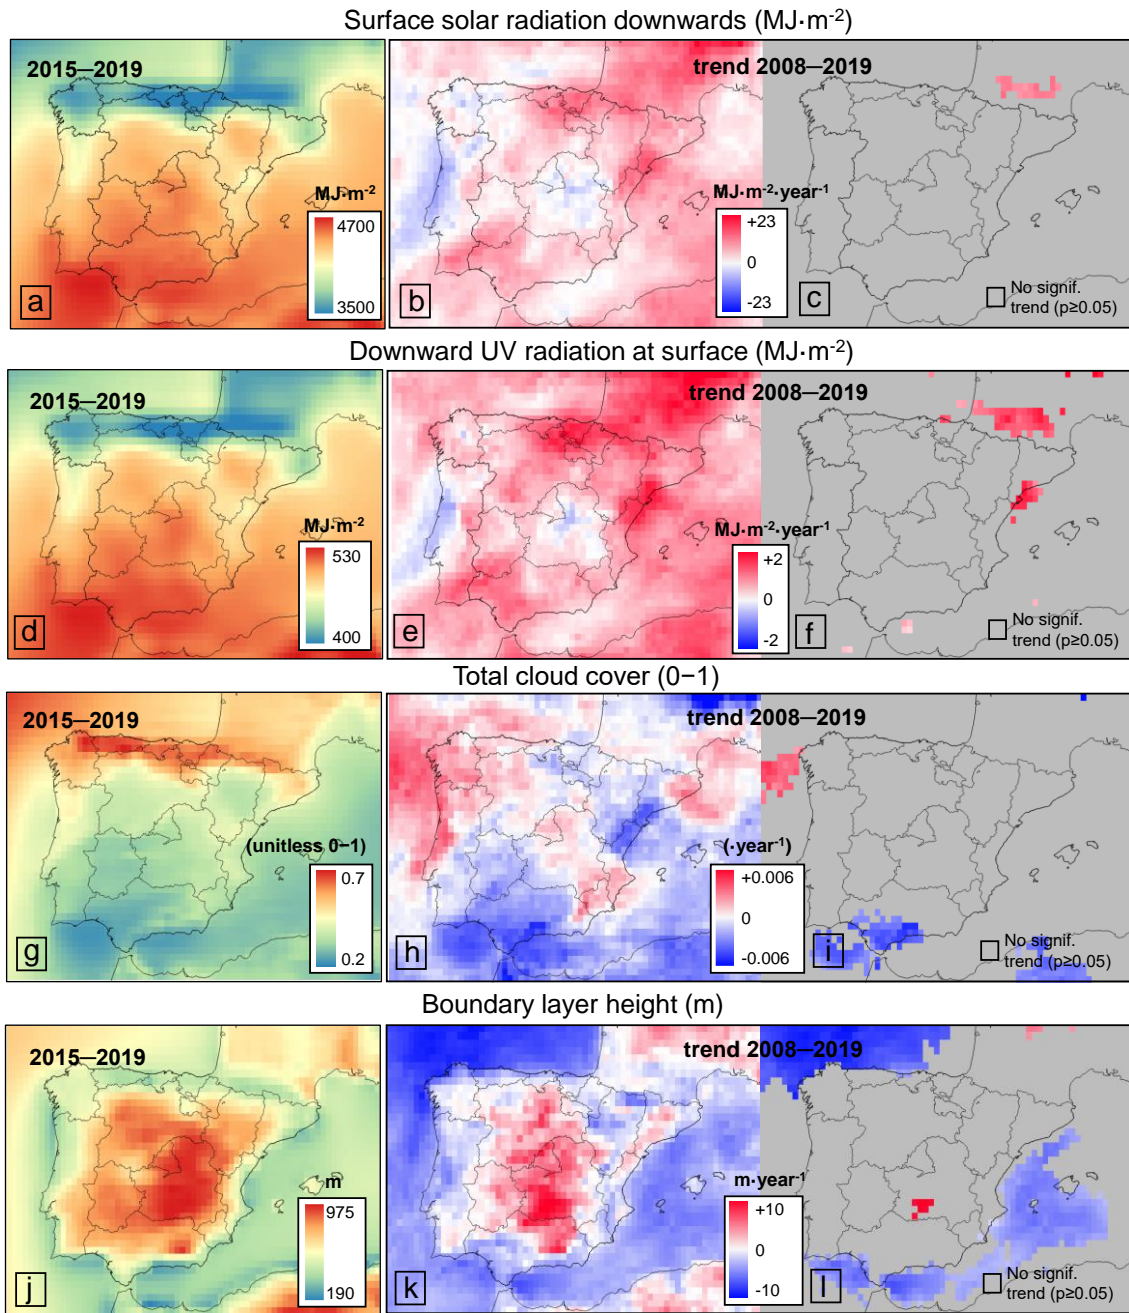 Surface solar radiation downwards (MJ·m⁻²)
2015–2019
trend 2008–2019
MJ·m⁻²
4700
3500
MJ·m⁻²·year⁻¹
+23
0
-23
No signif.
trend (p≥0.05)
a
b
c
Downward UV radiation at surface (MJ·m⁻²)
2015–2019
trend 2008–2019
MJ·m⁻²
530
400
MJ·m⁻²·year⁻¹
+2
0
-2
No signif.
trend (p≥0.05)
d
e
f
Total cloud cover (0−1)
2015–2019
trend 2008–2019
(unitless 0−1)
0.7
0.2
(·year⁻¹)
+0.006
0
-0.006
No signif.
trend (p≥0.05)
g
h
i
Boundary layer height (m)
2015–2019
trend 2008–2019
m
975
190
m·year⁻¹
+10
0
-10
No signif.
trend (p≥0.05)
j
k
l